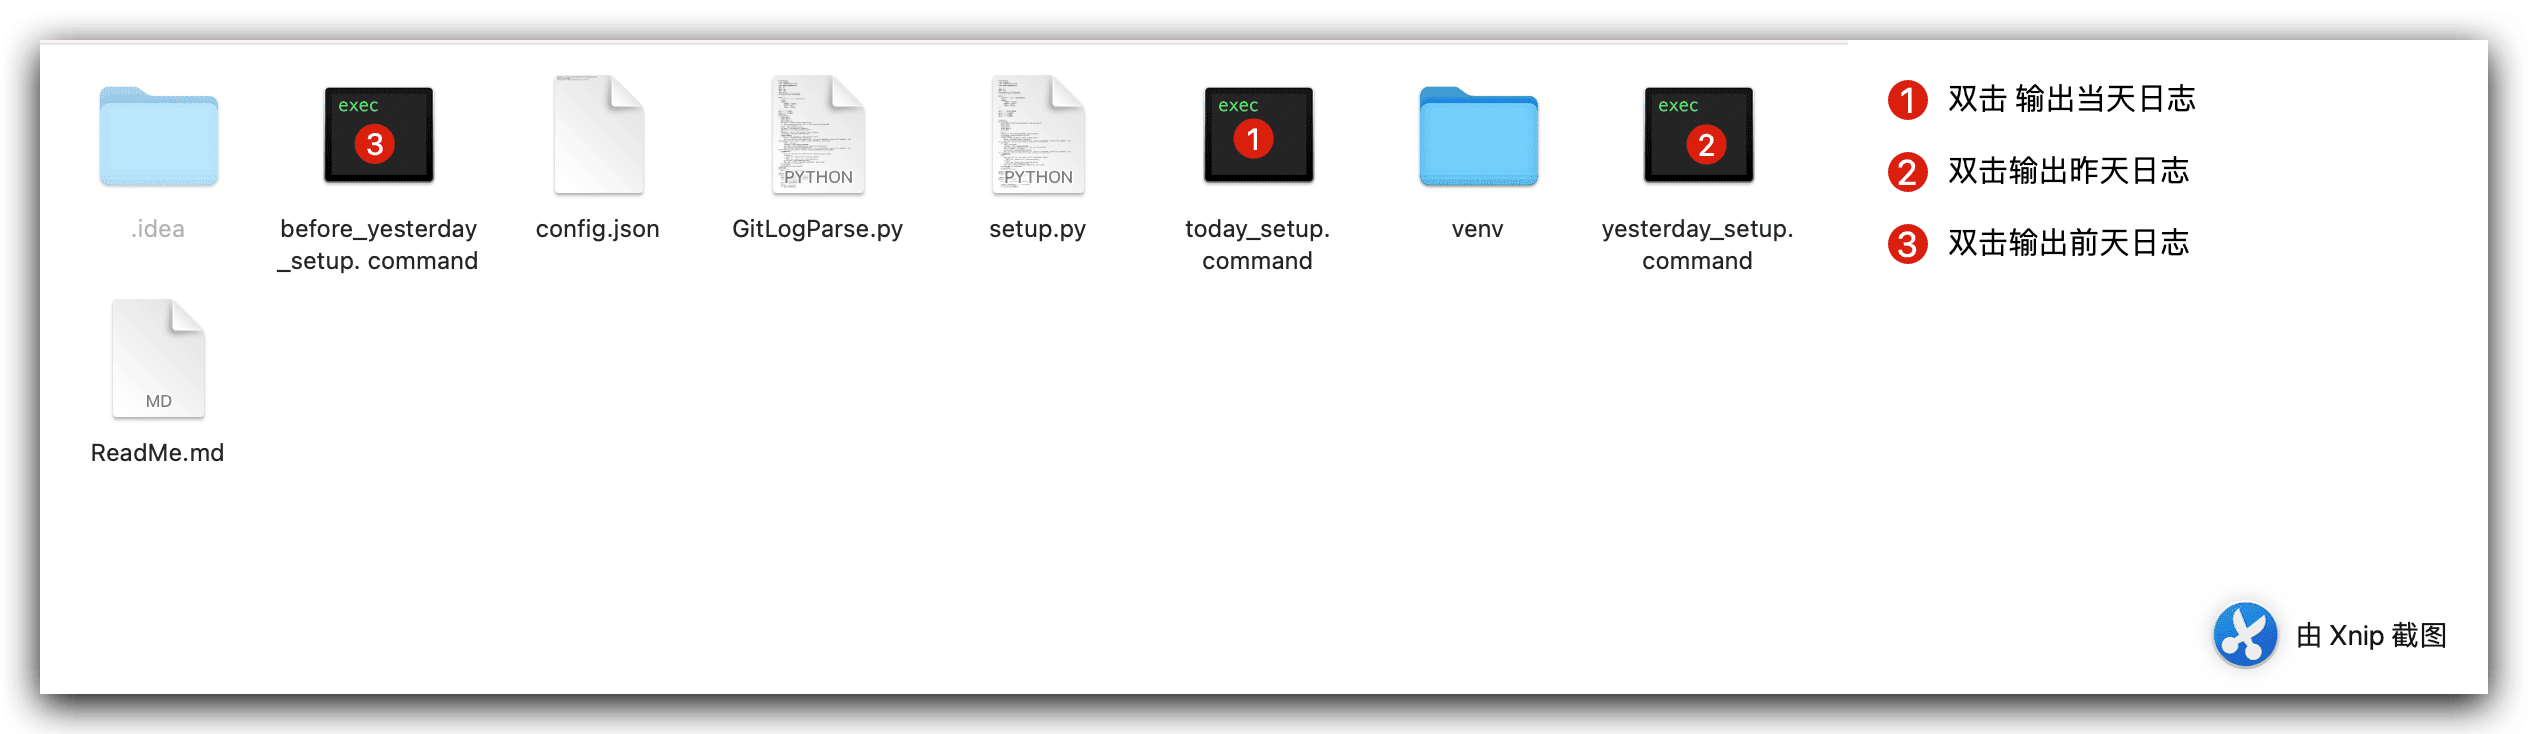 exec
3
PYTHON
PYTHON
exec
1
exec
2
.idea
before_yesterday
_setup. command
config.json
GitLogParse.py
setup.py
today_setup.
command
venv
yesterday_setup.
command
1 双击 输出当天日志
2 双击输出昨天日志
3 双击输出前天日志
MD
ReadMe.md
由 Xnip 截图